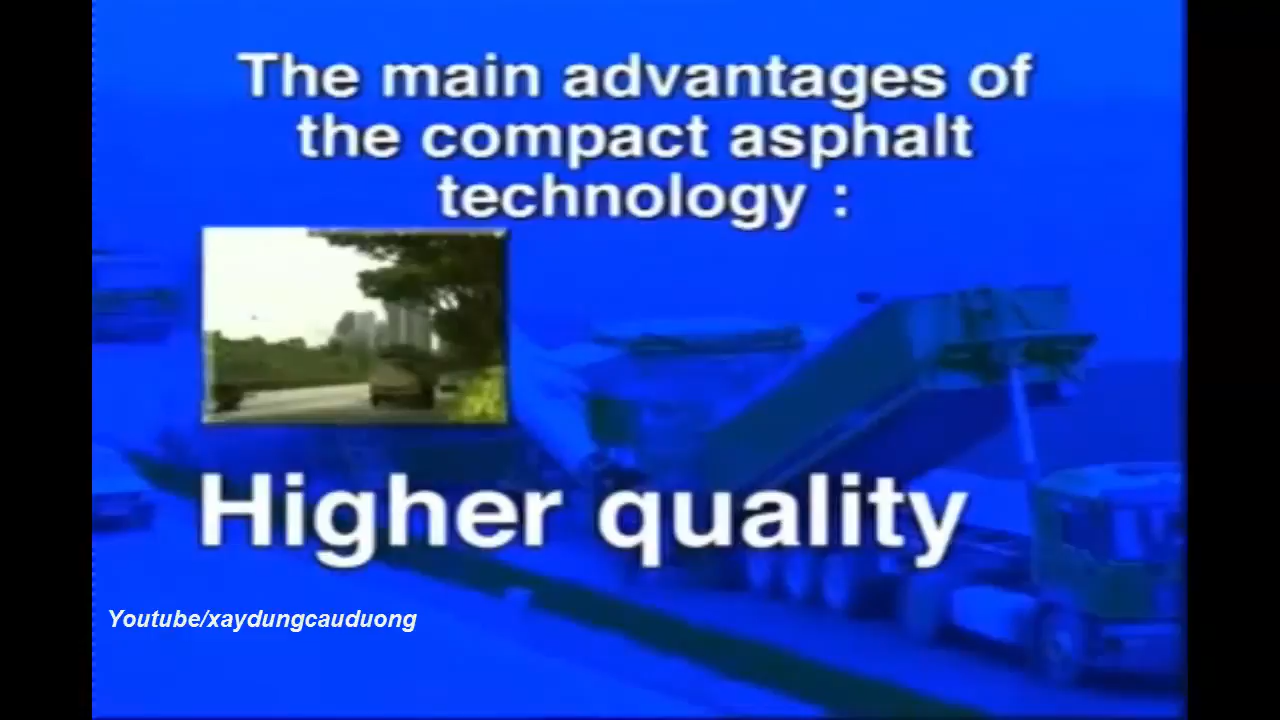 The main advantages of
the compact asphalt
technology :
Higher quality
Youtube/xaydungcauduong